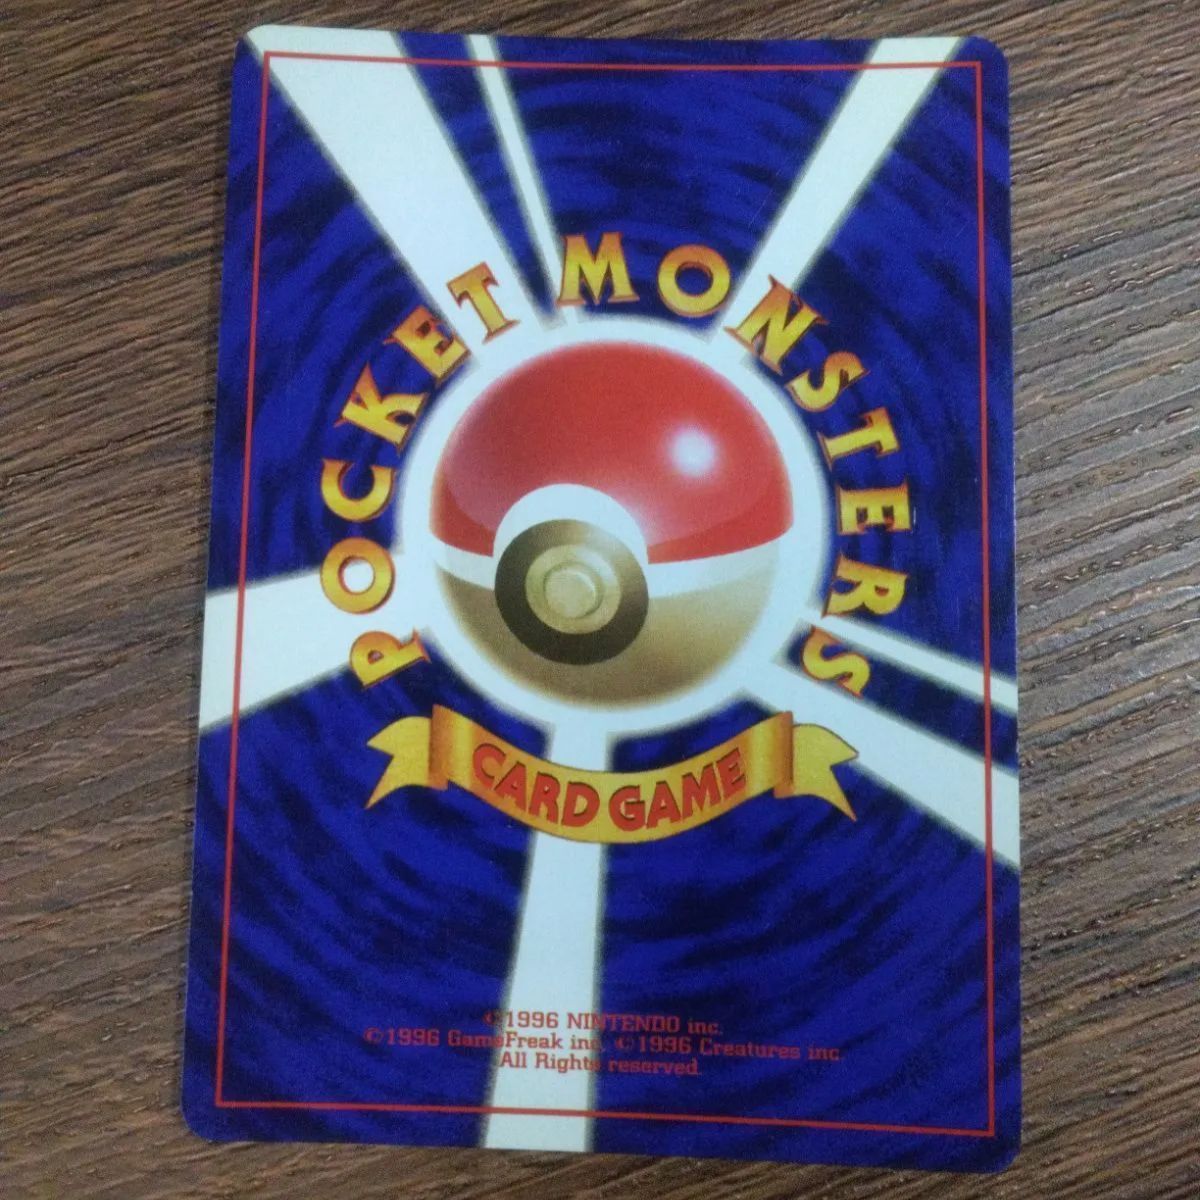 POCKET MONSTERS
CARD GAME
©1996 NINTENDO inc.
©1996 GameFreak inc. ©1996 Creatures inc.
All Rights reserved.